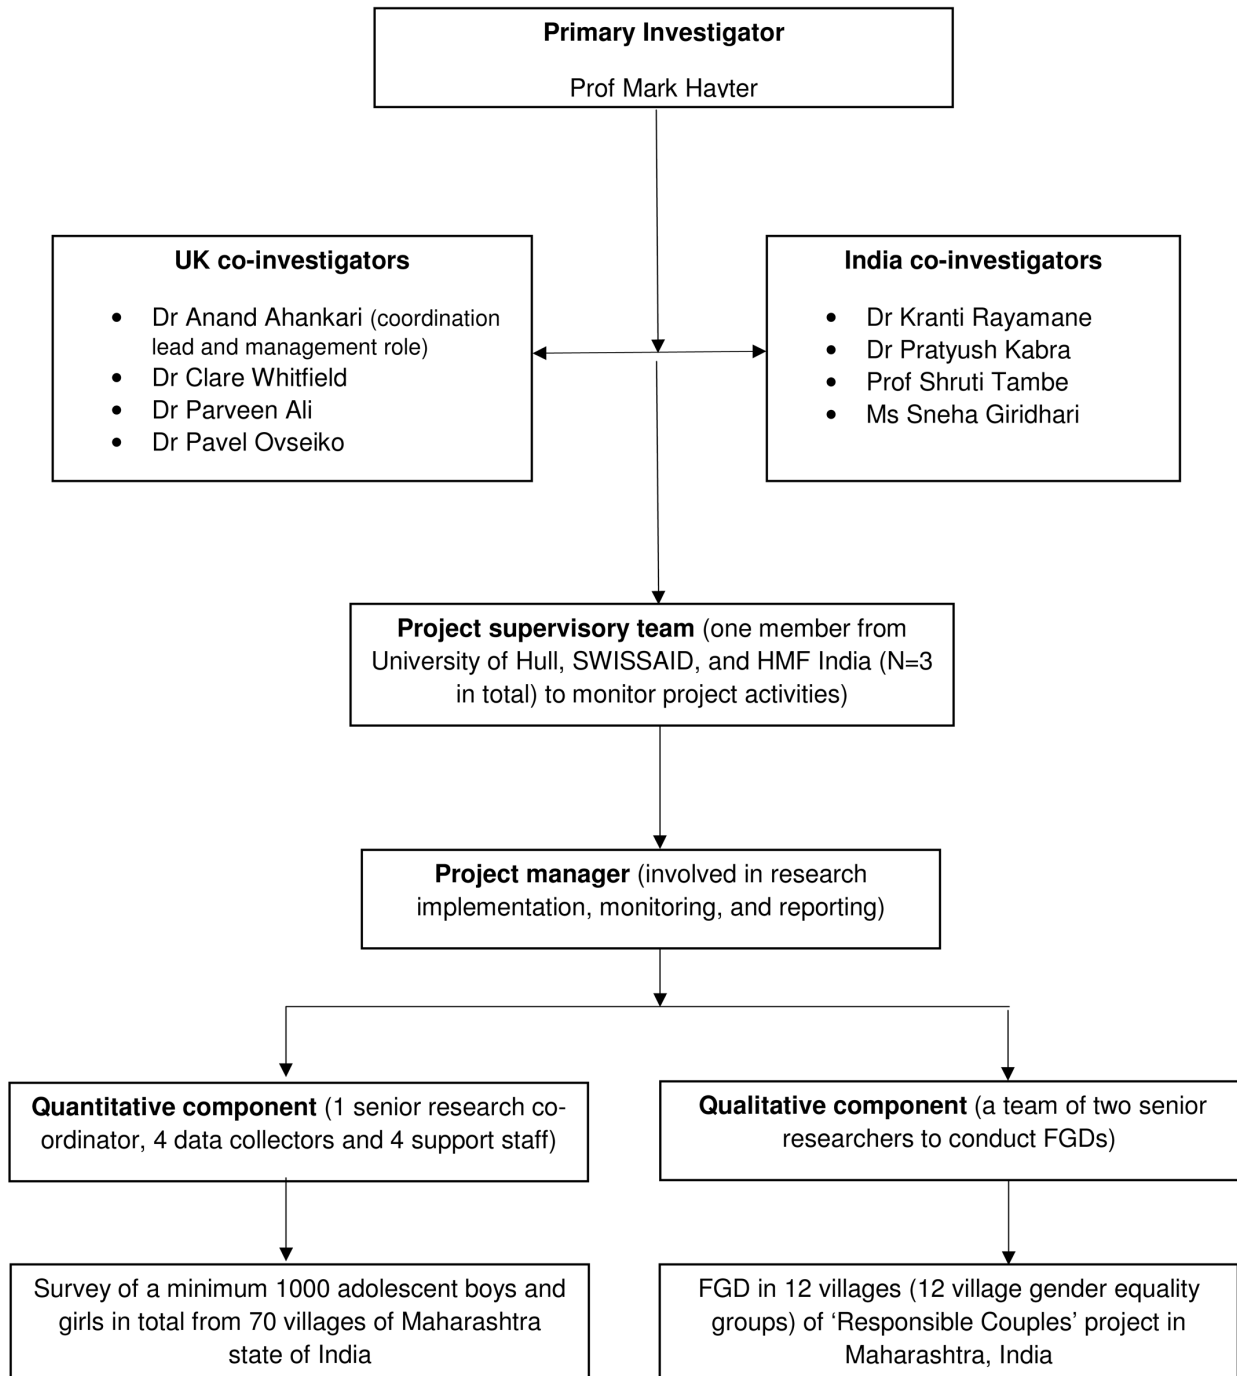 Primary Investigator
Prof Mark Havter
UK co-investigators
• Dr Anand Ahankari (coordination
lead and management role)
• Dr Clare Whitfield
• Dr Parveen Ali
• Dr Pavel Ovseiko
India co-investigators
• Dr Kranti Rayamane
• Dr Pratyush Kabra
• Prof Shruti Tambe
• Ms Sneha Giridhari
Project supervisory team (one member from
University of Hull, SWISSAID, and HMF India (N=3
in total) to monitor project activities)
Project manager (involved in research
implementation, monitoring, and reporting)
Quantitative component (1 senior research co-
ordinator, 4 data collectors and 4 support staff)
Qualitative component (a team of two senior
researchers to conduct FGDs)
Survey of a minimum 1000 adolescent boys and
girls in total from 70 villages of Maharashtra
state of India
FGD in 12 villages (12 village gender equality
groups) of ‘Responsible Couples’ project in
Maharashtra, India